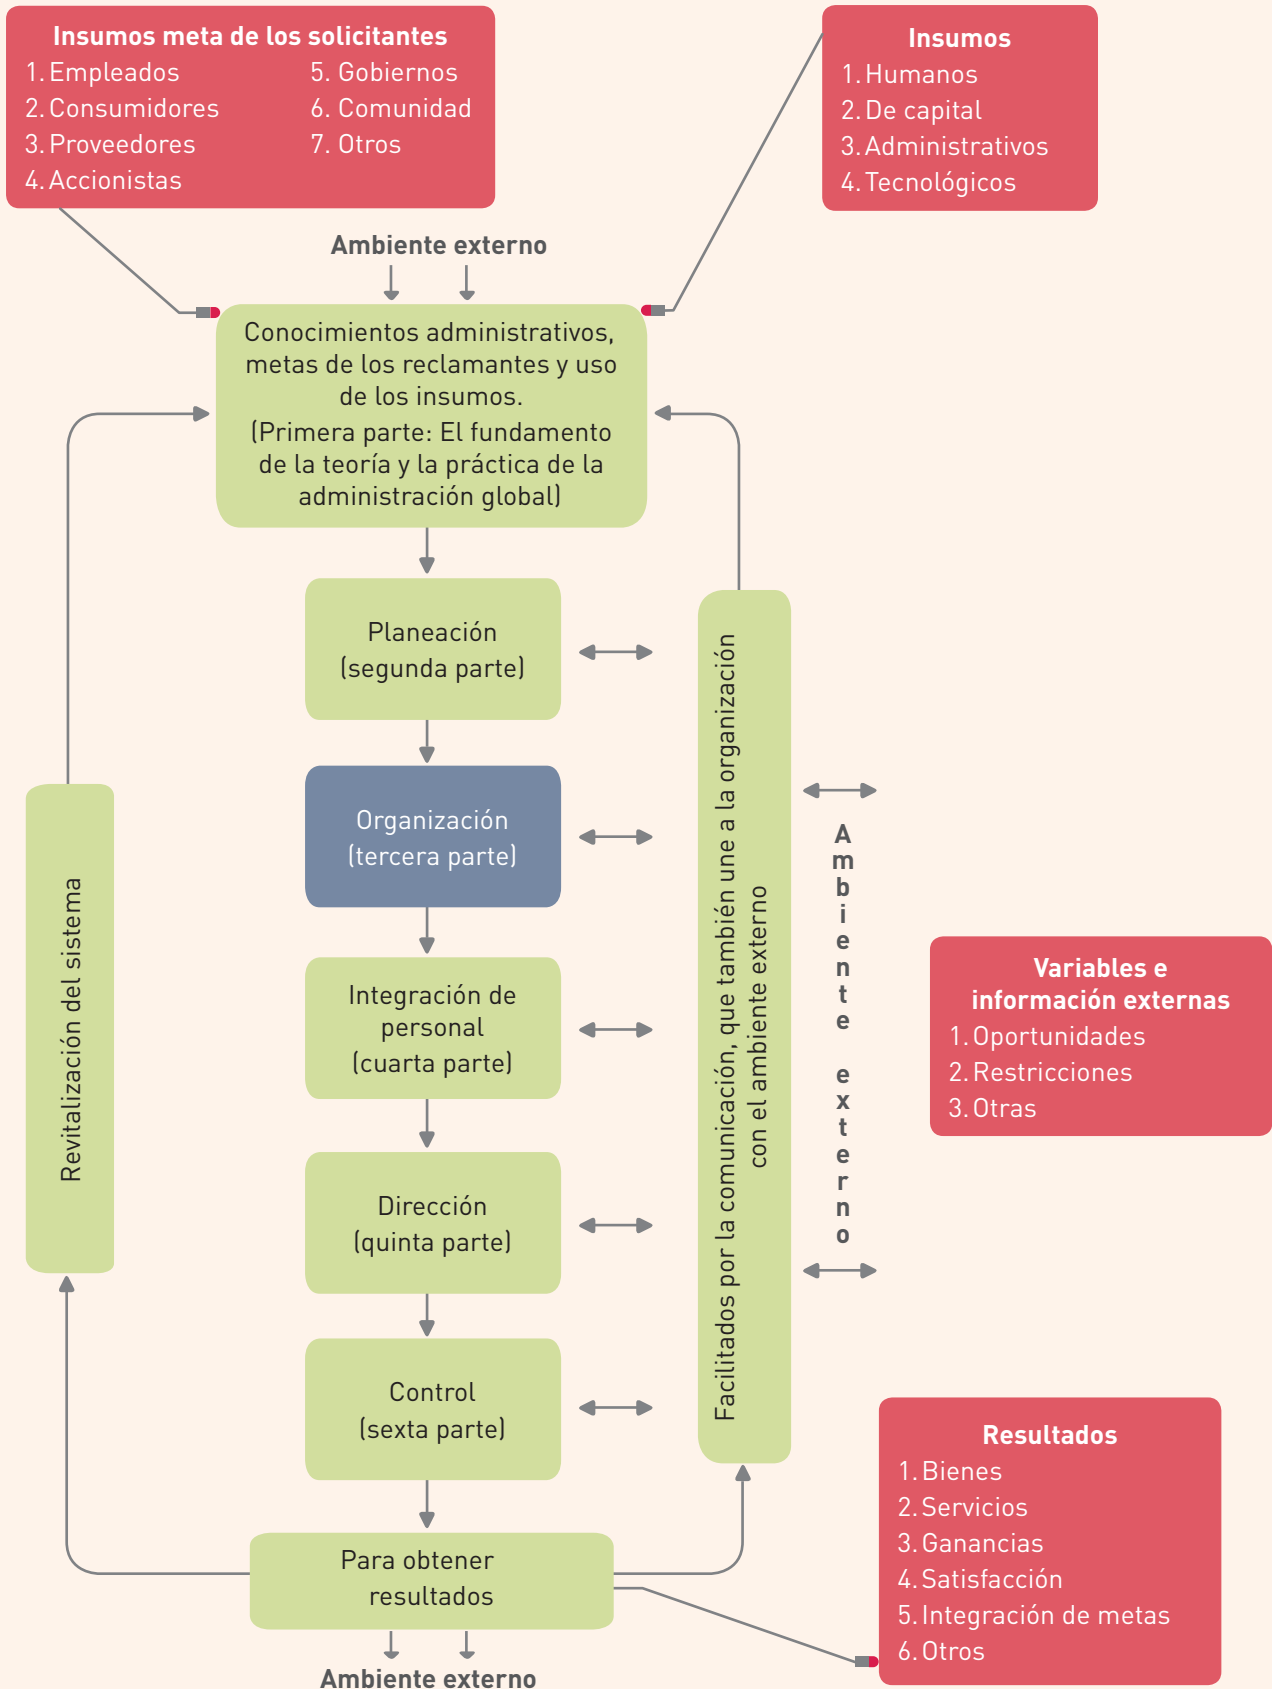 Insumos meta de los solicitantes
1. Empleados
2. Consumidores
3. Proveedores
4. Accionistas
5. Gobiernos
6. Comunidad
7. Otros
Insumos
1. Humanos
2. De capital
3. Administrativos
4. Tecnológicos
Ambiente externo
Conocimientos administrativos,
metas de los reclamantes y uso
de los insumos.
(Primera parte: El fundamento
de la teoría y la práctica de la
administración global)
Planeación
(segunda parte)
Organización
(tercera parte)
Integración de
personal
(cuarta parte)
Dirección
(quinta parte)
Control
(sexta parte)
Para obtener
resultados
Ambiente externo
Revitalización del sistema
Facilitados por la comunicación, que también une a la organización
con el ambiente externo
Ambiente externo
Variables e
información externas
1. Oportunidades
2. Restricciones
3. Otras
Resultados
1. Bienes
2. Servicios
3. Ganancias
4. Satisfacción
5. Integración de metas
6. Otros